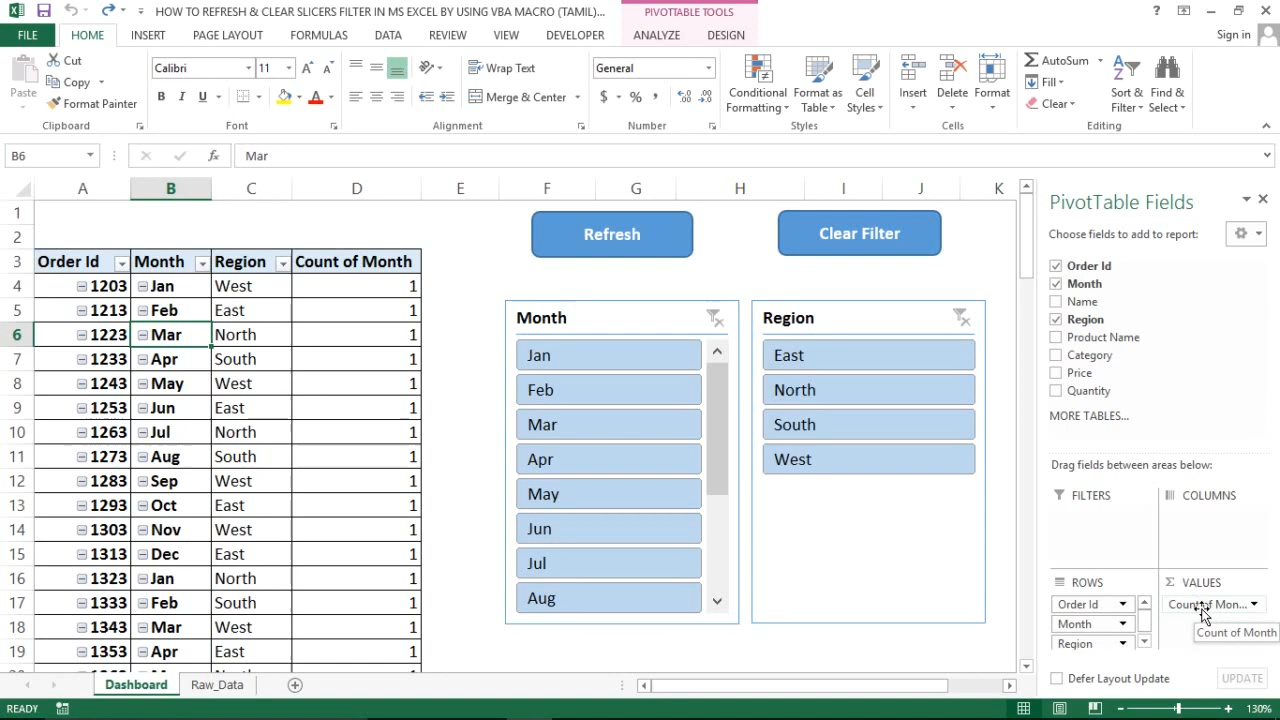 HOW TO REFRESH & CLEAR SLICERS FILTER IN MS EXCEL BY USING VBA MACRO (TAMIL)...
PIVOTTABLE TOOLS
?
FILE HOME INSERT PAGE LAYOUT FORMULAS DATA REVIEW VIEW DEVELOPER ANALYZE DESIGN Sign in
Paste
Cut
Copy
Format Painter
Clipboard
Calibri 11
B I U
Font
Wrap Text
Merge & Center
Alignment
General
$ % ,
Number
Conditional Formatting
Format as Table
Cell Styles
Styles
Insert Delete Format
Cells
AutoSum
Fill
Clear
Sort & Filter
Find & Select
Editing
B6 fx Mar
A B C D E F G H I J K
1
2
3 Order Id Month Region Count of Month
4 1203 Jan West 1
5 1213 Feb East 1
6 1223 Mar North 1
7 1233 Apr South 1
8 1243 May West 1
9 1253 Jun East 1
10 1263 Jul North 1
11 1273 Aug South 1
12 1283 Sep West 1
13 1293 Oct East 1
14 1303 Nov West 1
15 1313 Dec East 1
16 1323 Jan North 1
17 1333 Feb South 1
18 1343 Mar West 1
19 1353 Apr East 1
Refresh
Clear Filter
Month
Jan
Feb
Mar
Apr
May
Jun
Jul
Aug
Region
East
North
South
West
PivotTable Fields
Choose fields to add to report:
Order Id
Month
Name
Region
Product Name
Category
Price
Quantity
MORE TABLES...
Drag fields between areas below:
FILTERS
COLUMNS
ROWS
Order Id
Month
Region
VALUES
Count of Mon...
Count of Month
Defer Layout Update UPDATE
Dashboard Raw_Data
READY 130%